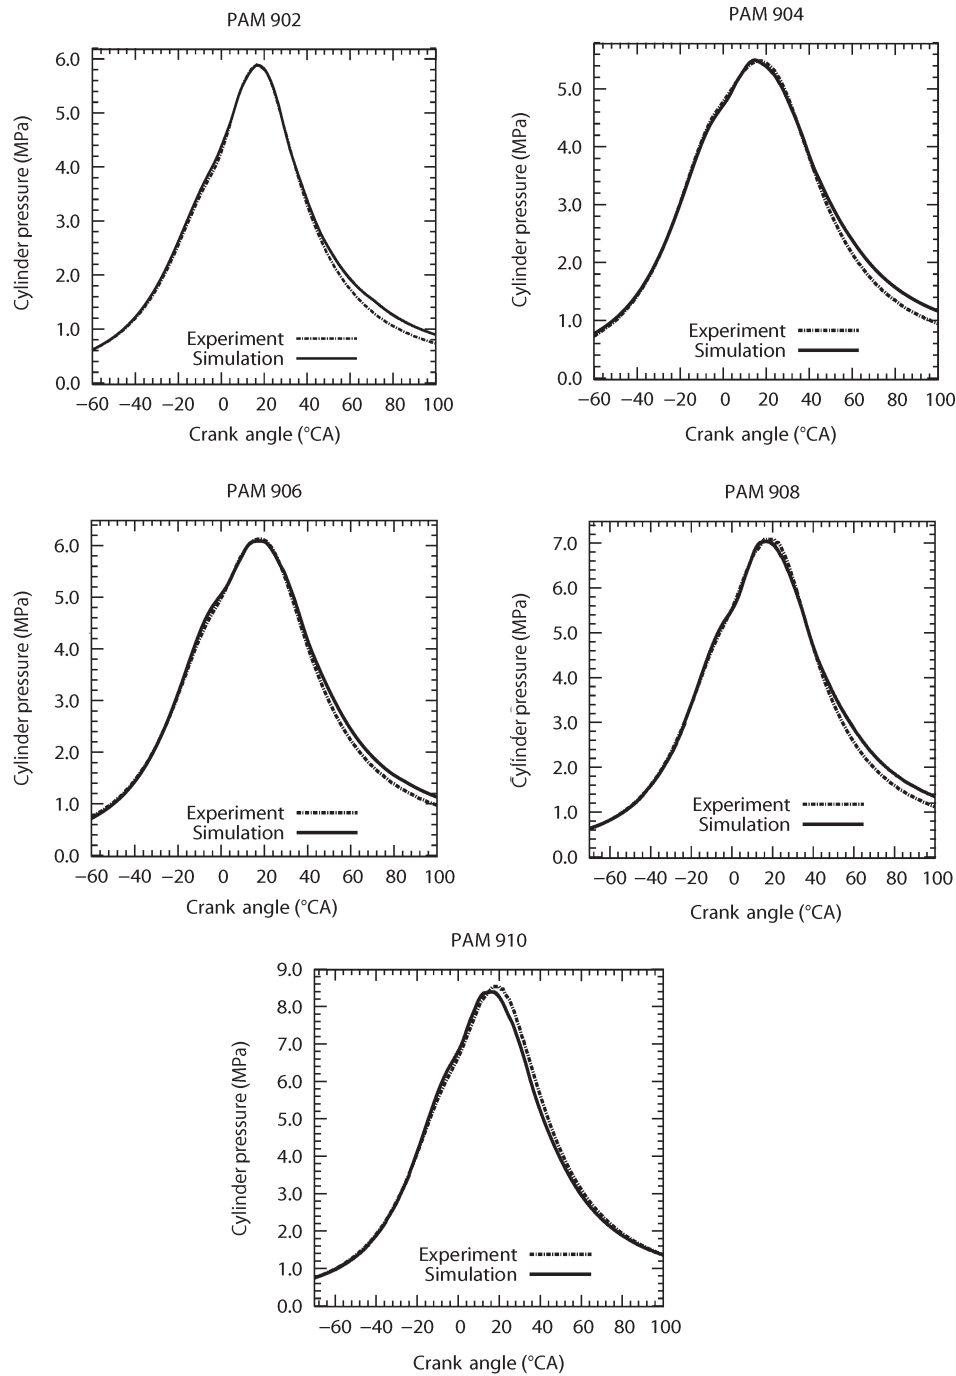 PAM 902
6.0
5.0
4.0
3.0
2.0
1.0
0.0
Cylinder pressure (MPa)
Experiment
Simulation
−60 −40 −20 0 20 40 60 80 100
Crank angle (°CA)
PAM 904
5.0
4.0
3.0
2.0
1.0
0.0
Cylinder pressure (MPa)
Experiment
Simulation
−60 −40 −20 0 20 40 60 80 100
Crank angle (°CA)
PAM 906
6.0
5.0
4.0
3.0
2.0
1.0
0.0
Cylinder pressure (MPa)
Experiment
Simulation
−60 −40 −20 0 20 40 60 80 100
Crank angle (°CA)
PAM 908
7.0
6.0
5.0
4.0
3.0
2.0
1.0
0.0
Cylinder pressure (MPa)
Experiment
Simulation
−60 −40 −20 0 20 40 60 80 100
Crank angle (°CA)
PAM 910
9.0
8.0
7.0
6.0
5.0
4.0
3.0
2.0
1.0
0.0
Cylinder pressure (MPa)
Experiment
Simulation
−60 −40 −20 0 20 40 60 80 100
Crank angle (°CA)